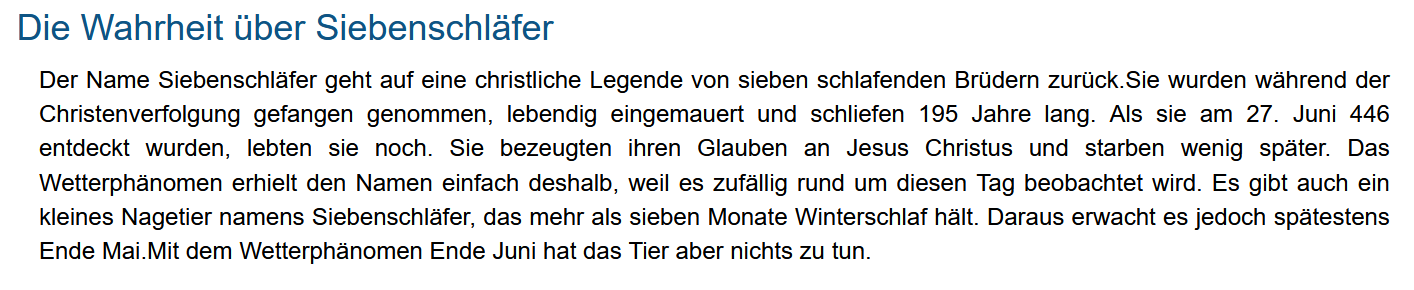 Die Wahrheit über Siebenschläfer
Der Name Siebenschläfer geht auf eine christliche Legende von sieben schlafenden Brüdern zurück.Sie wurden während der
Christenverfolgung gefangen genommen, lebendig eingemauert und schliefen 195 Jahre lang. Als sie am 27. Juni 446
entdeckt wurden, lebten sie noch. Sie bezeugten ihren Glauben an Jesus Christus und starben wenig später. Das
Wetterphänomen erhielt den Namen einfach deshalb, weil es zufällig rund um diesen Tag beobachtet wird. Es gibt auch ein
kleines Nagetier namens Siebenschläfer, das mehr als sieben Monate Winterschlaf hält. Daraus erwacht es jedoch spätestens
Ende Mai.Mit dem Wetterphänomen Ende Juni hat das Tier aber nichts zu tun.